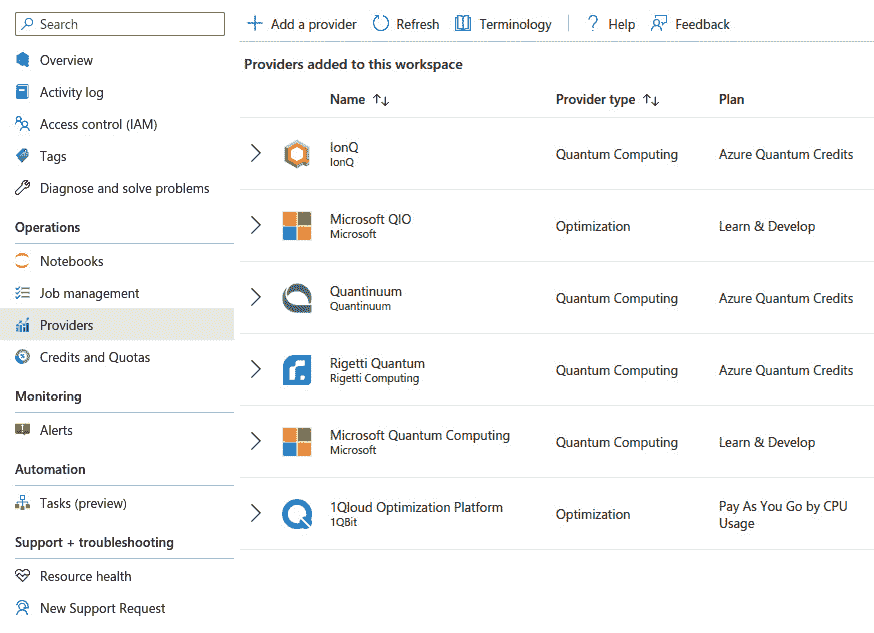 Search
Overview
Activity log
Access control (IAM)
Tags
Diagnose and solve problems
Operations
Notebooks
Job management
Providers
Credits and Quotas
Monitoring
Alerts
Automation
Tasks (preview)
Support + troubleshooting
Resource health
New Support Request
Add a provider Refresh Terminology Help Feedback
Providers added to this workspace
Name Provider type Plan
IonQ Quantum Computing Azure Quantum Credits
IonQ
Microsoft QIO Optimization Learn & Develop
Microsoft
Quantinuum Quantum Computing Azure Quantum Credits
Quantinuum
Rigetti Quantum Quantum Computing Azure Quantum Credits
Rigetti Computing
Microsoft Quantum Computing Quantum Computing Learn & Develop
Microsoft
1Qloud Optimization Platform Optimization Pay As You Go by CPU
1QBit Usage